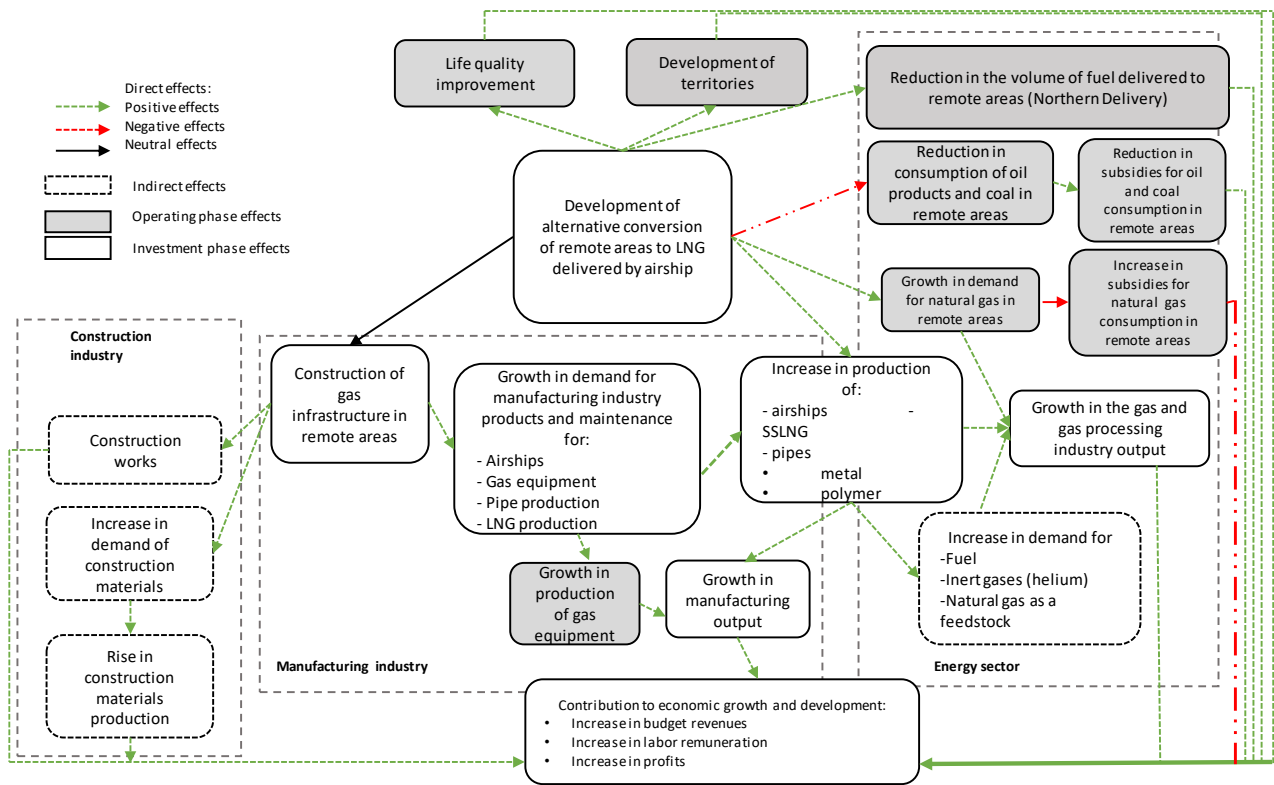 Direct effects:
Positive effects
Negative effects
Neutral effects
Indirect effects
Operating phase effects
Investment phase effects
Life quality
improvement
Development of
territories
Reduction in the volume of fuel delivered to
remote areas (Northern Delivery)
Development of
alternative conversion
of remote areas to LNG
delivered by airship
Reduction in
consumption of oil
products and coal in
remote areas
Reduction in
subsidies for oil
and coal
consumption in
remote areas
Growth in demand
for natural gas in
remote areas
Increase in
subsidies for
natural gas
consumption in
remote areas
Construction
industry
Construction
works
Increase in
demand of
construction
materials
Rise in
construction
materials
production
Construction of
gas
infrastructure in
remote areas
Growth in demand for
manufacturing industry
products and maintenance
for:
- Airships
- Gas equipment
- Pipe production
- LNG production
Increase in production
of:
- airships -
SSLNG
- pipes
• metal
• polymer
Growth in the gas and
gas processing
industry output
Growth in
production
of gas
equipment
Growth in
manufacturing
output
Increase in demand for
-Fuel
-Inert gases (helium)
-Natural gas as a
feedstock
Manufacturing industry
Energy sector
Contribution to economic growth and development:
• Increase in budget revenues
• Increase in labor remuneration
• Increase in profits